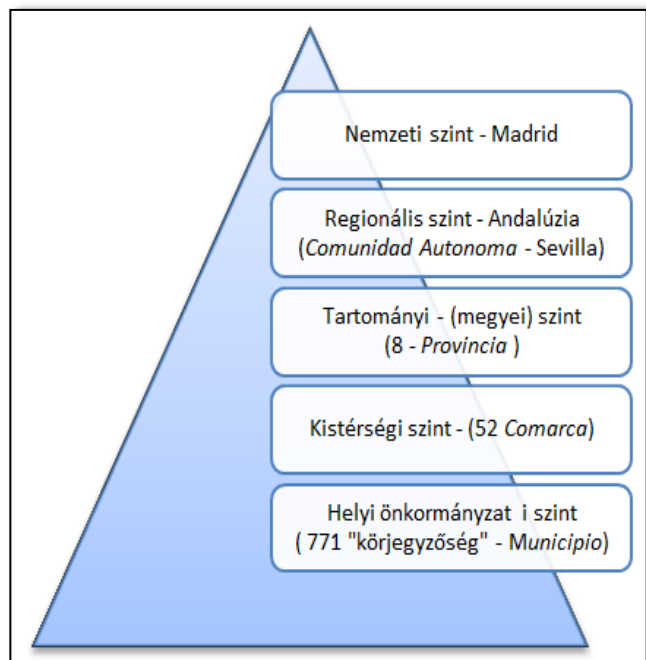 Nemzeti szint - Madrid
Regionális szint - Andalúzia
(Comunidad Autonoma - Sevilla)
Tartományi - (megyei) szint
(8 - Provincia )
Kistérségi szint - (52 Comarca)
Helyi önkormányzat i szint
( 771 "körjegyzőség" - Municipio)